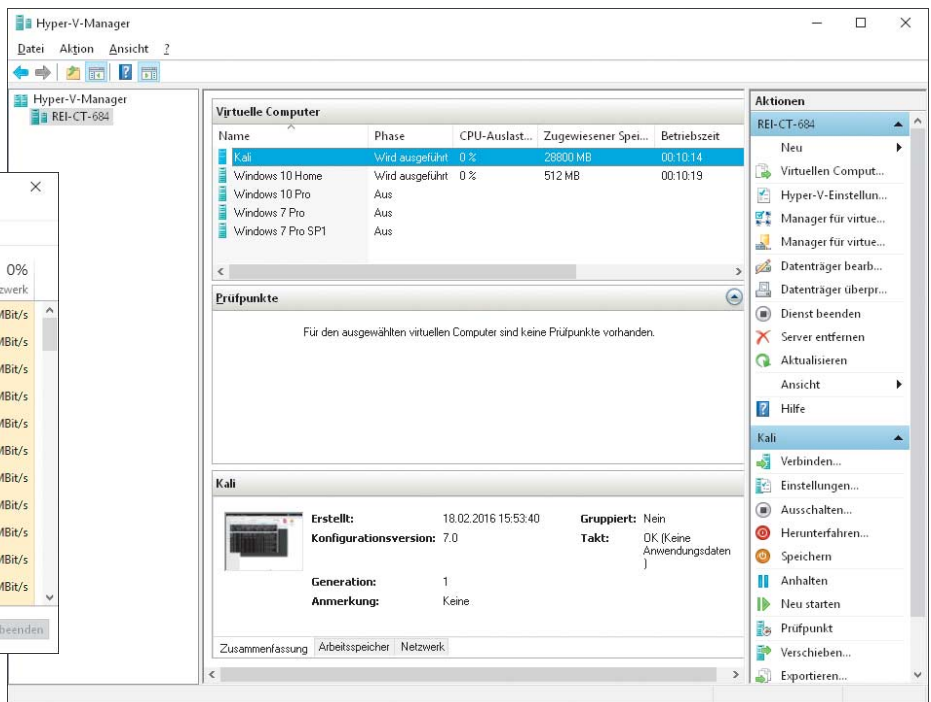 Hyper-V-Manager
Datei Aktion Ansicht ?
Hyper-V-Manager
REI-CT-684
0%
zwerk
MBit/s
MBit/s
MBit/s
MBit/s
MBit/s
MBit/s
MBit/s
MBit/s
MBit/s
MBit/s
MBit/s
beenden
Virtuelle Computer
Name Phase CPU-Auslast... Zugewiesener Spei... Betriebszeit
Kali Wird ausgeführt 0 % 28800 MB 00:10:14
Windows 10 Home Wird ausgeführt 0 % 512 MB 00:10:19
Windows 10 Pro Aus
Windows 7 Pro Aus
Windows 7 Pro SP1 Aus
Prüfpunkte
Für den ausgewählten virtuellen Computer sind keine Prüfpunkte vorhanden.
Kali
Erstellt: 18.02.2016 15:53:40 Gruppiert: Nein
Konfigurationsversion: 7.0 Takt: OK (Keine
Anwendungsdaten
)
Generation: 1
Anmerkung: Keine
Zusammenfassung Arbeitsspeicher Netzwerk
Aktionen
REI-CT-684
Neu
Virtuellen Comput...
Hyper-V-Einstellun...
Manager für virtue...
Manager für virtue...
Datenträger bearb...
Datenträger überpr...
Dienst beenden
Server entfernen
Aktualisieren
Ansicht
Hilfe
Kali
Verbinden...
Einstellungen...
Ausschalten...
Herunterfahren...
Speichern
Anhalten
Neu starten
Prüfpunkt
Verschieben...
Exportieren...